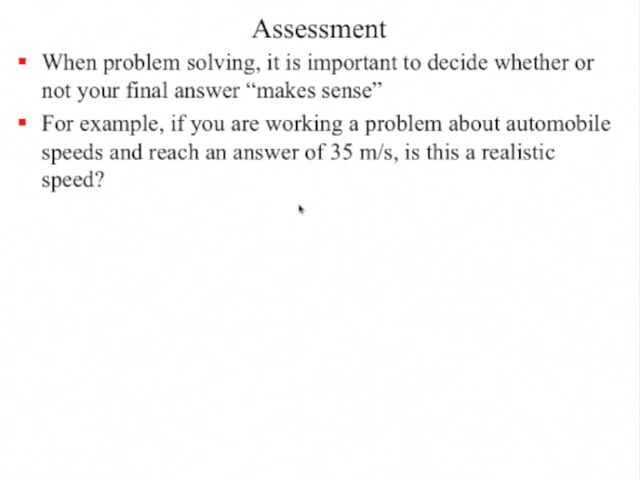 Assessment
When problem solving, it is important to decide whether or
not your final answer “makes sense”
For example, if you are working a problem about automobile
speeds and reach an answer of 35 m/s, is this a realistic
speed?